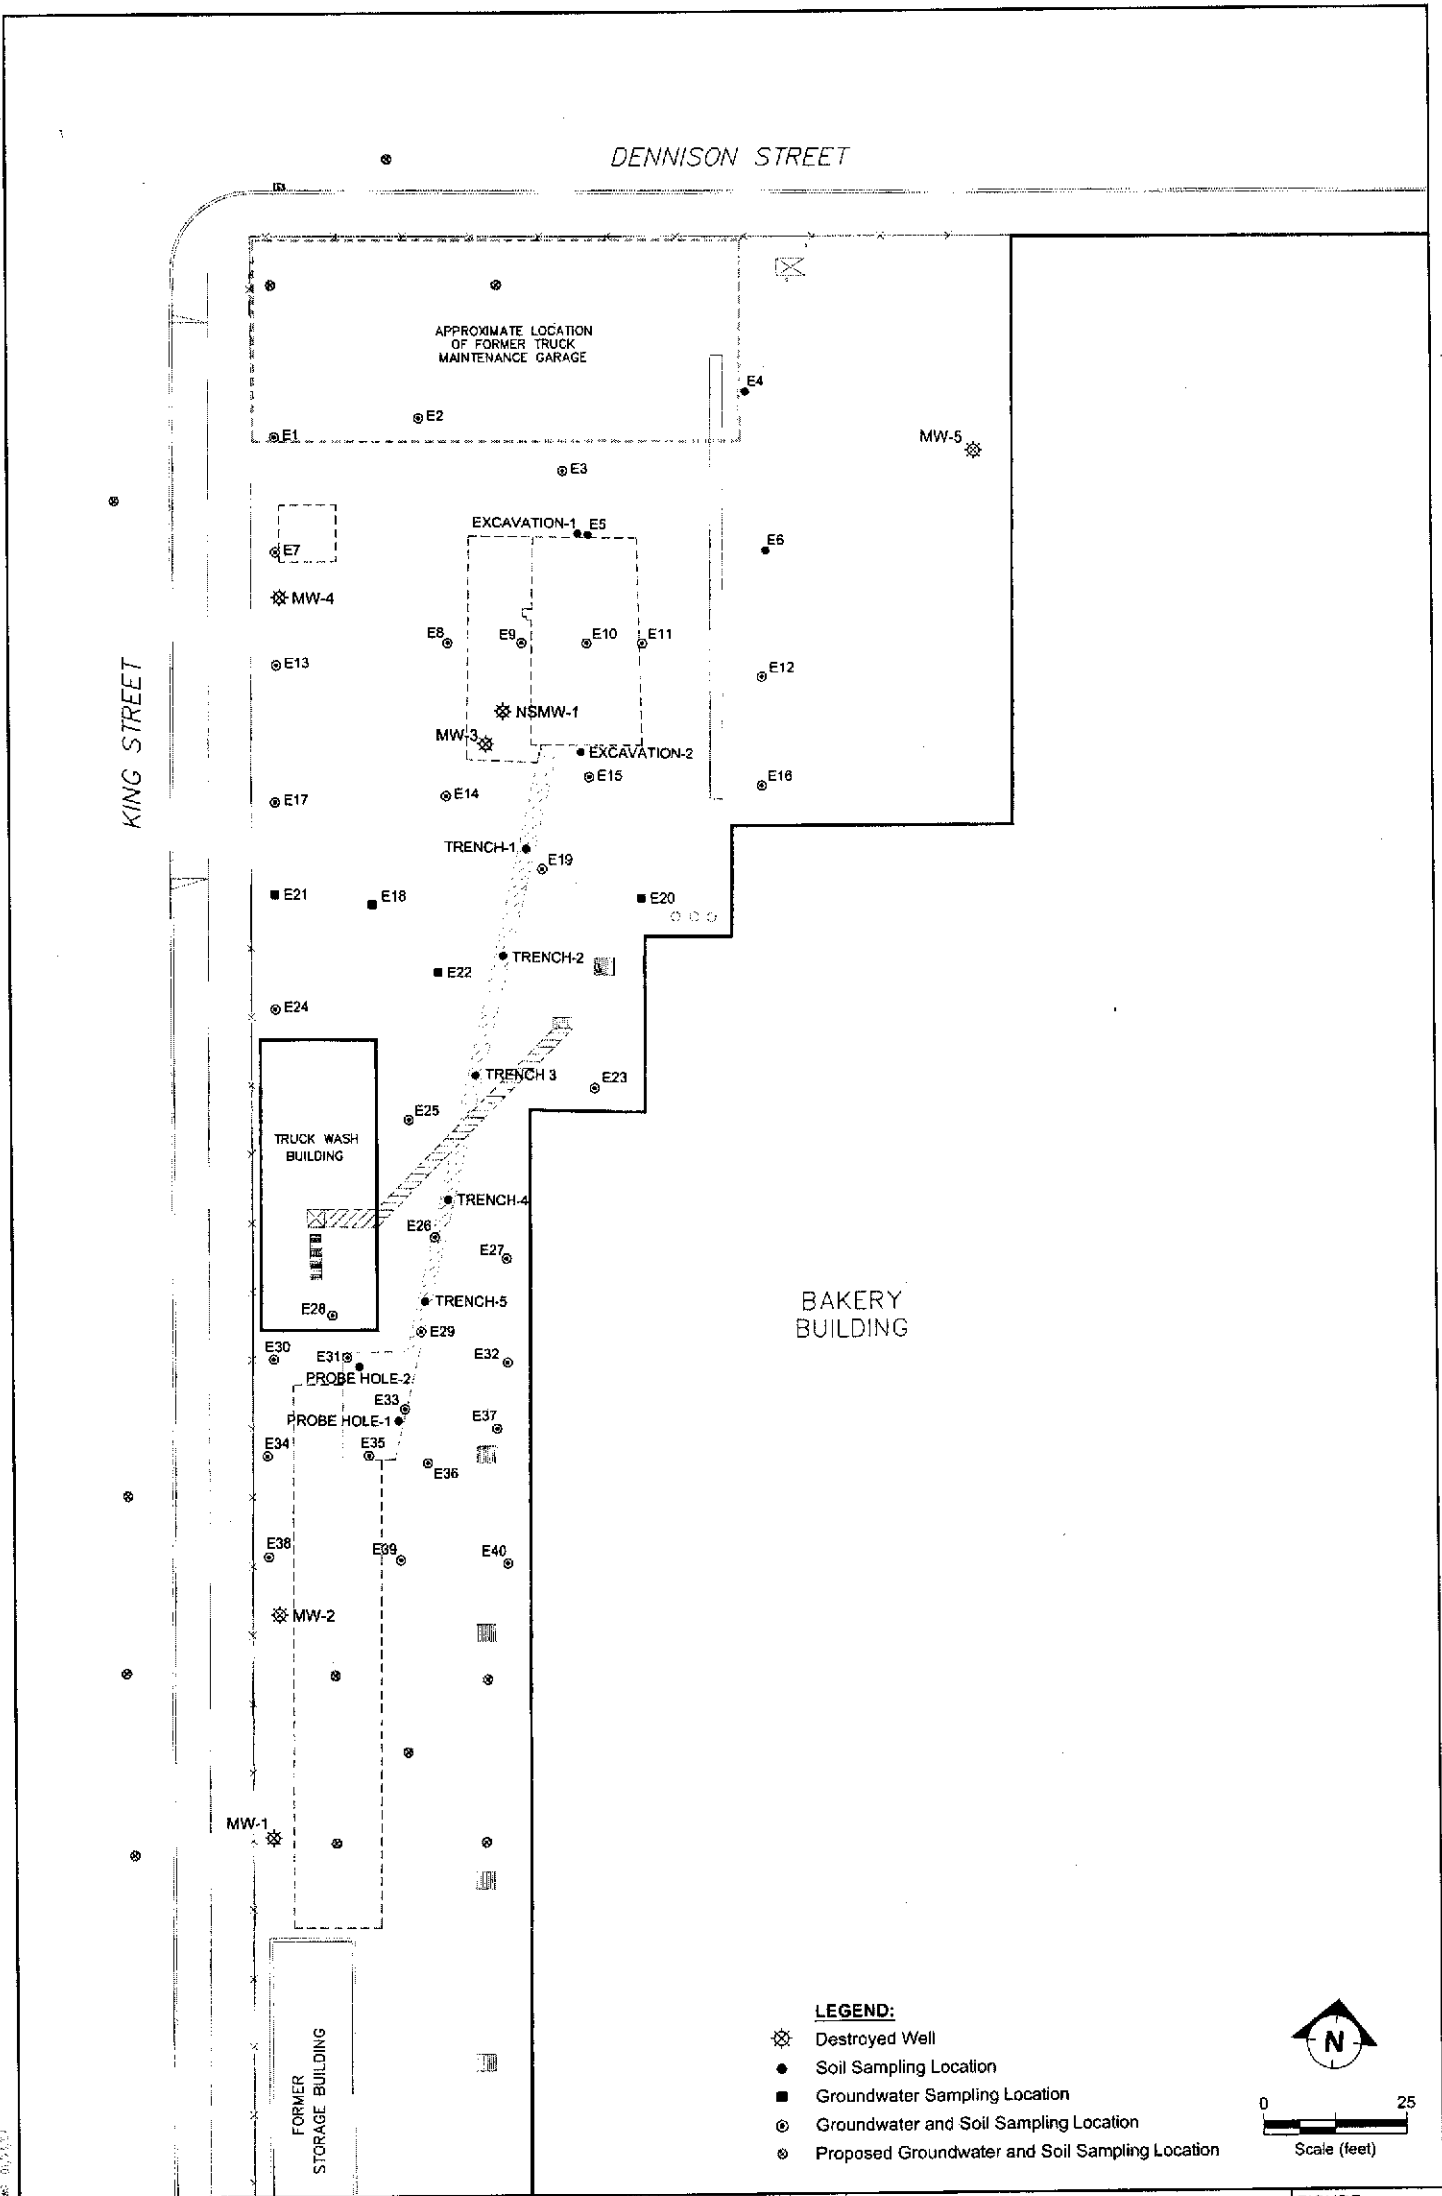 DENNISON STREET
APPROXIMATE LOCATION
OF FORMER TRUCK
MAINTENANCE GARAGE
E4
E2
E1
MW-5
E3
EXCAVATION-1
E5
E6
E7
MW-4
E8
E9
E10
E11
E13
E12
KING STREET
NSMW-1
MW-3
EXCAVATION-2
E15
E16
E14
E17
TRENCH-1
E19
E21
E18
E20
TRENCH-2
E22
E24
TRENCH 3
E23
E25
TRUCK WASH
BUILDING
TRENCH-4
E26
E27
TRENCH-5
E28
E29
BAKERY
BUILDING
E30
E31
E32
PROBE HOLE-2
E33
PROBE HOLE-1
E37
E34
E35
E36
E38
E39
E40
MW-2
MW-1
FORMER
STORAGE BUILDING
LEGEND:
Destroyed Well
Soil Sampling Location
Groundwater Sampling Location
Groundwater and Soil Sampling Location
Proposed Groundwater and Soil Sampling Location
N
0 25
Scale (feet)